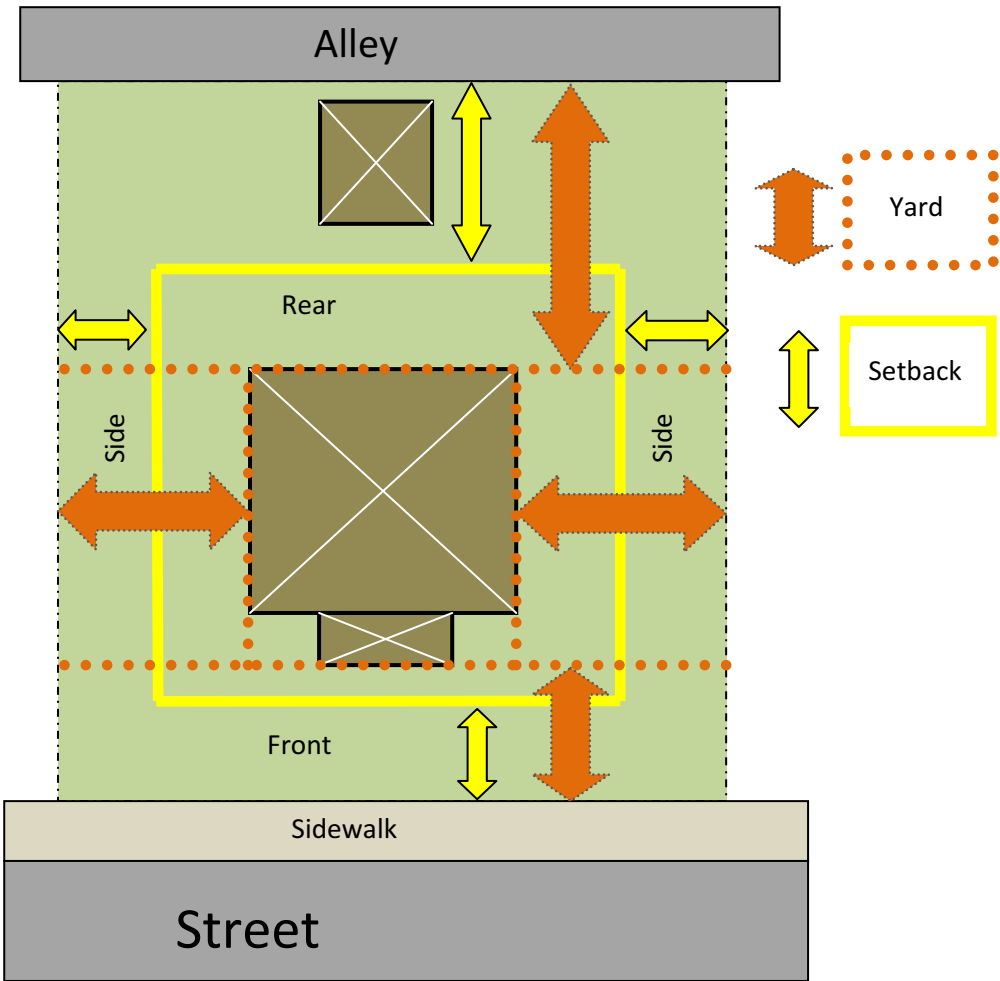 Alley
Yard
Rear
Setback
Side
Side
Front
Sidewalk
Street